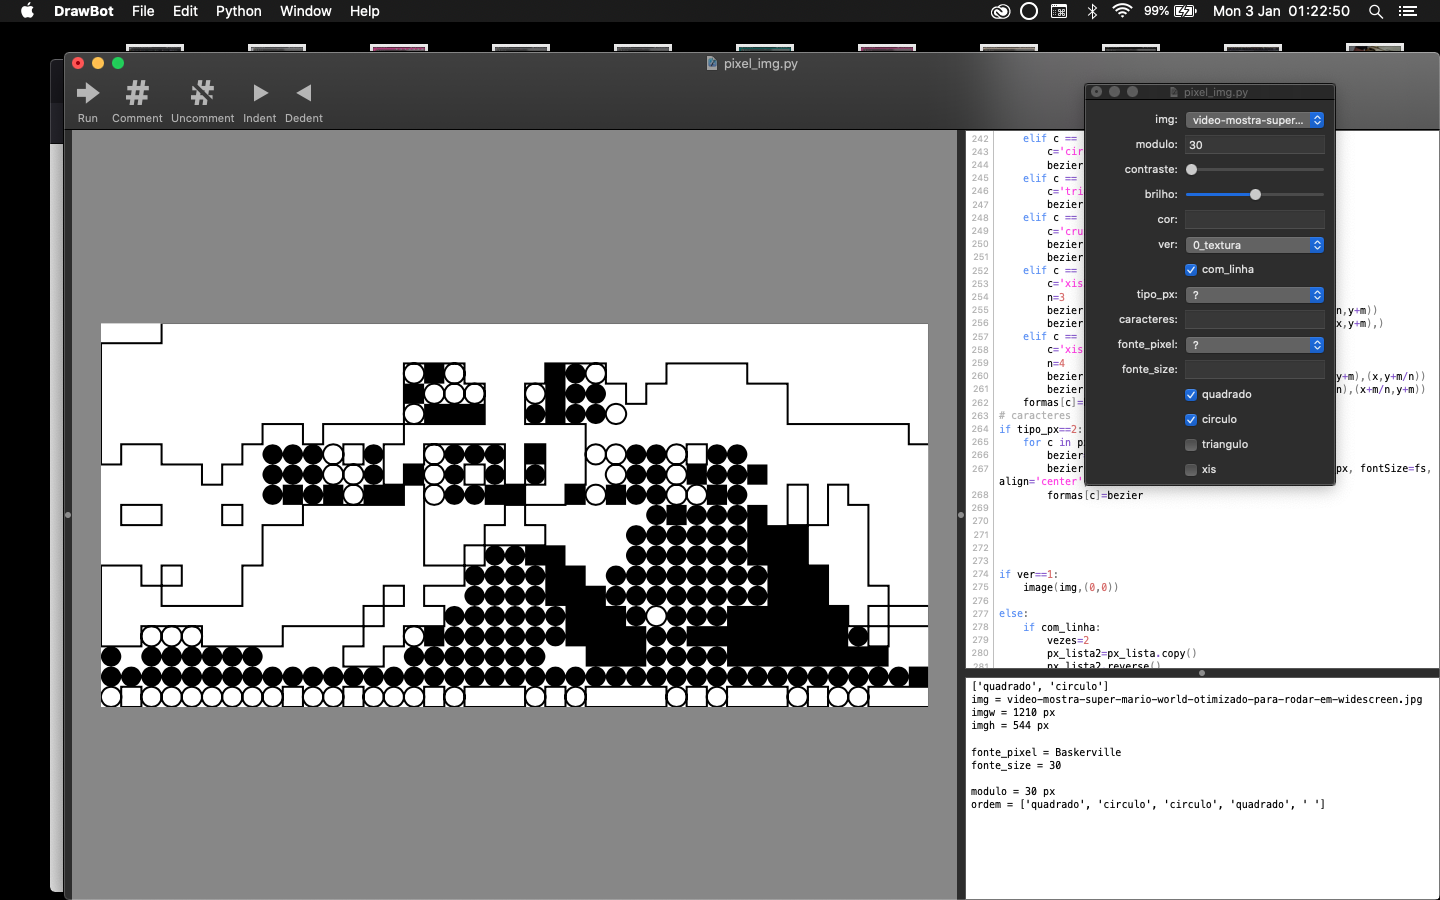 DrawBot File Edit Python Window Help
99% Mon 3 Jan 01:22:50
pixel_img.py
Run Comment Uncomment Indent Dedent
pixel_img.py
img: video-mostra-super...
modulo: 30
contraste:
brilho:
cor:
ver: 0_textura
com_linha
tipo_px: ?
caracteres:
fonte_pixel: ?
fonte_size:
quadrado
circulo
triangulo
xis
242 elif c ==
243 c='cir
244 bezier
245 elif c ==
246 c='tri
247 bezier
248 elif c ==
249 c='cru
250 bezier
251 bezier
252 elif c ==
253 c='xis
254 n=3
255 bezier n,y+m))
256 bezier x,y+m),)
257 elif c ==
258 c='xis
259 n=4
260 bezier y+m),(x,y+m/n))
261 bezier n),(x+m/n,y+m))
262 formas[c]=
263 # caracteres
264 if tipo_px==2:
265 for c in p
266 bezier
267 bezier px, fontSize=fs,
align='center'
268 formas[c]=bezier
269
270
271
272
273
274 if ver==1:
275 image(img,(0,0))
276
277 else:
278 if com_linha:
279 vezes=2
280 px_lista2=px_lista.copy()
281 px_lista2.reverse()
['quadrado', 'circulo']
img = video-mostra-super-mario-world-otimizado-para-rodar-em-widescreen.jpg
imgw = 1210 px
imgh = 544 px
fonte_pixel = Baskerville
fonte_size = 30
modulo = 30 px
ordem = ['quadrado', 'circulo', 'circulo', 'quadrado', ' ']